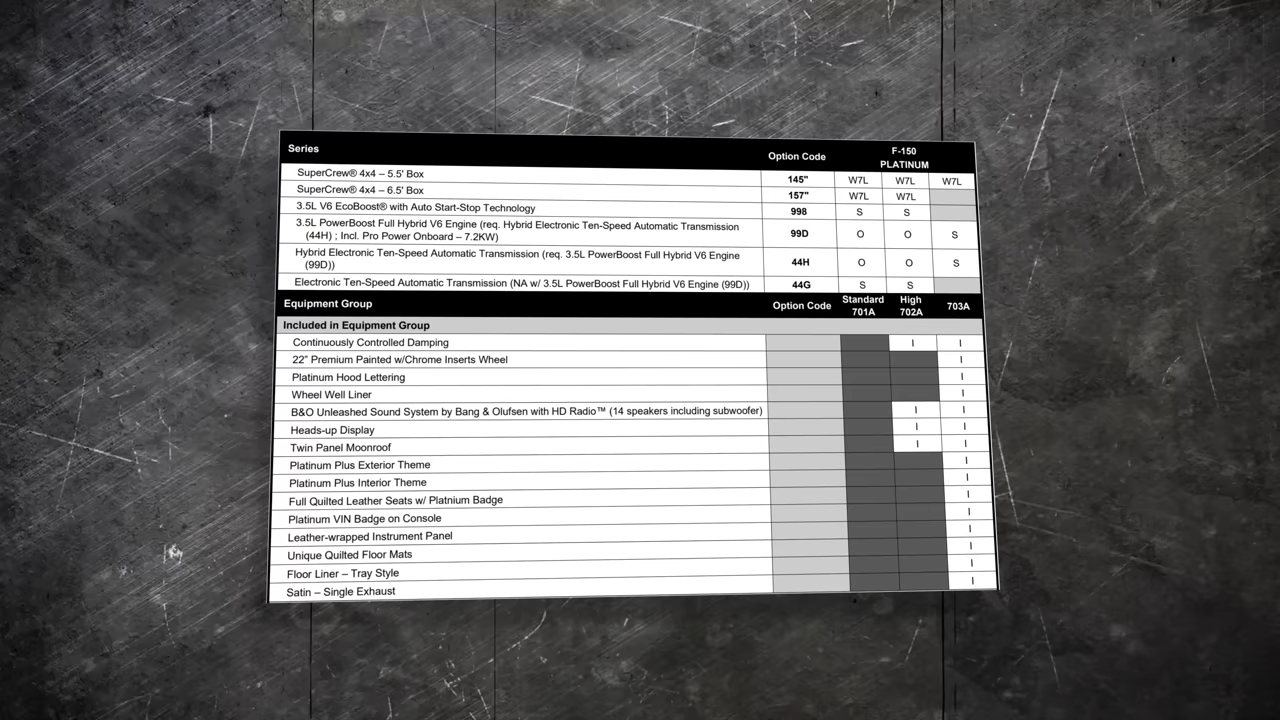 Series Option Code F-150
PLATINUM
SuperCrew® 4x4 – 5.5' Box 145" W7L W7L W7L
SuperCrew® 4x4 – 6.5' Box 157" W7L W7L
3.5L V6 EcoBoost® with Auto Start-Stop Technology 998 S S
3.5L PowerBoost Full Hybrid V6 Engine (req. Hybrid Electronic Ten-Speed Automatic Transmission
(44H) ; Incl. Pro Power Onboard – 7.2KW) 99D O O S
Hybrid Electronic Ten-Speed Automatic Transmission (req. 3.5L PowerBoost Full Hybrid V6 Engine
(99D)) 44H O O S
Electronic Ten-Speed Automatic Transmission (NA w/ 3.5L PowerBoost Full Hybrid V6 Engine (99D)) 44G S S
Equipment Group Option Code Standard 701A High 702A 703A
Included in Equipment Group
Continuously Controlled Damping I I
22" Premium Painted w/Chrome Inserts Wheel I
Platinum Hood Lettering I
Wheel Well Liner I
B&O Unleashed Sound System by Bang & Olufsen with HD Radio™ (14 speakers including subwoofer) I I
Heads-up Display I I
Twin Panel Moonroof I I
Platinum Plus Exterior Theme I
Platinum Plus Interior Theme I
Full Quilted Leather Seats w/ Platnium Badge I
Platinum VIN Badge on Console I
Leather-wrapped Instrument Panel I
Unique Quilted Floor Mats I
Floor Liner – Tray Style I
Satin – Single Exhaust I